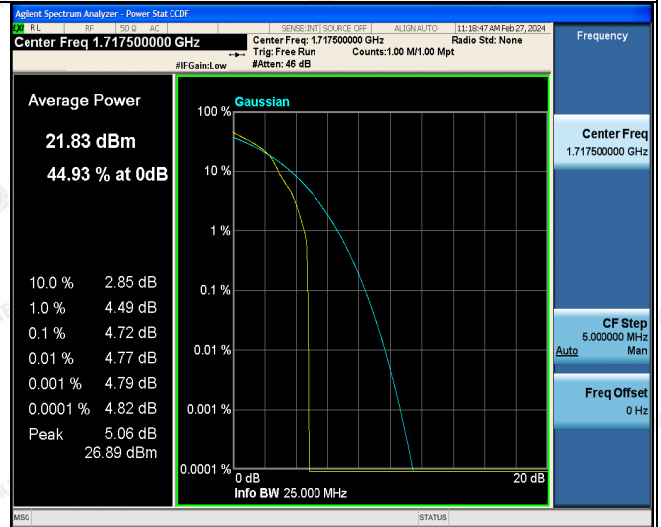 Agilent Spectrum Analyzer - Power Stat CCDF
RL RF 50 Ω AC SENSE:INT SOURCE OFF ALIGN AUTO 11:18:47 AM Feb 27, 2024
Center Freq 1.717500000 GHz
Center Freq: 1.717500000 GHz Radio Std: None
Trig: Free Run Counts:1.00 M/1.00 Mpt
#IFGain:Low #Atten: 46 dB
Frequency
Average Power
21.83 dBm
44.93 % at 0dB
10.0 % 2.85 dB
1.0 % 4.49 dB
0.1 % 4.72 dB
0.01 % 4.77 dB
0.001 % 4.79 dB
0.0001 % 4.82 dB
Peak 5.06 dB
26.89 dBm
Gaussian
100 %
10 %
1 %
0.1 %
0.01 %
0.001 %
0.0001 %
0 dB 20 dB
Info BW 25.000 MHz
Center Freq
1.717500000 GHz
CF Step
5.000000 MHz
Auto Man
Freq Offset
0 Hz
MSG STATUS